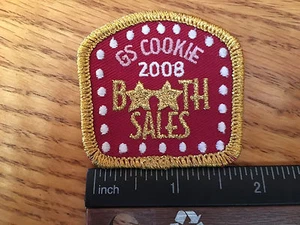 GS COOKIE
2008
B★★TH
SALES
inch 1 2